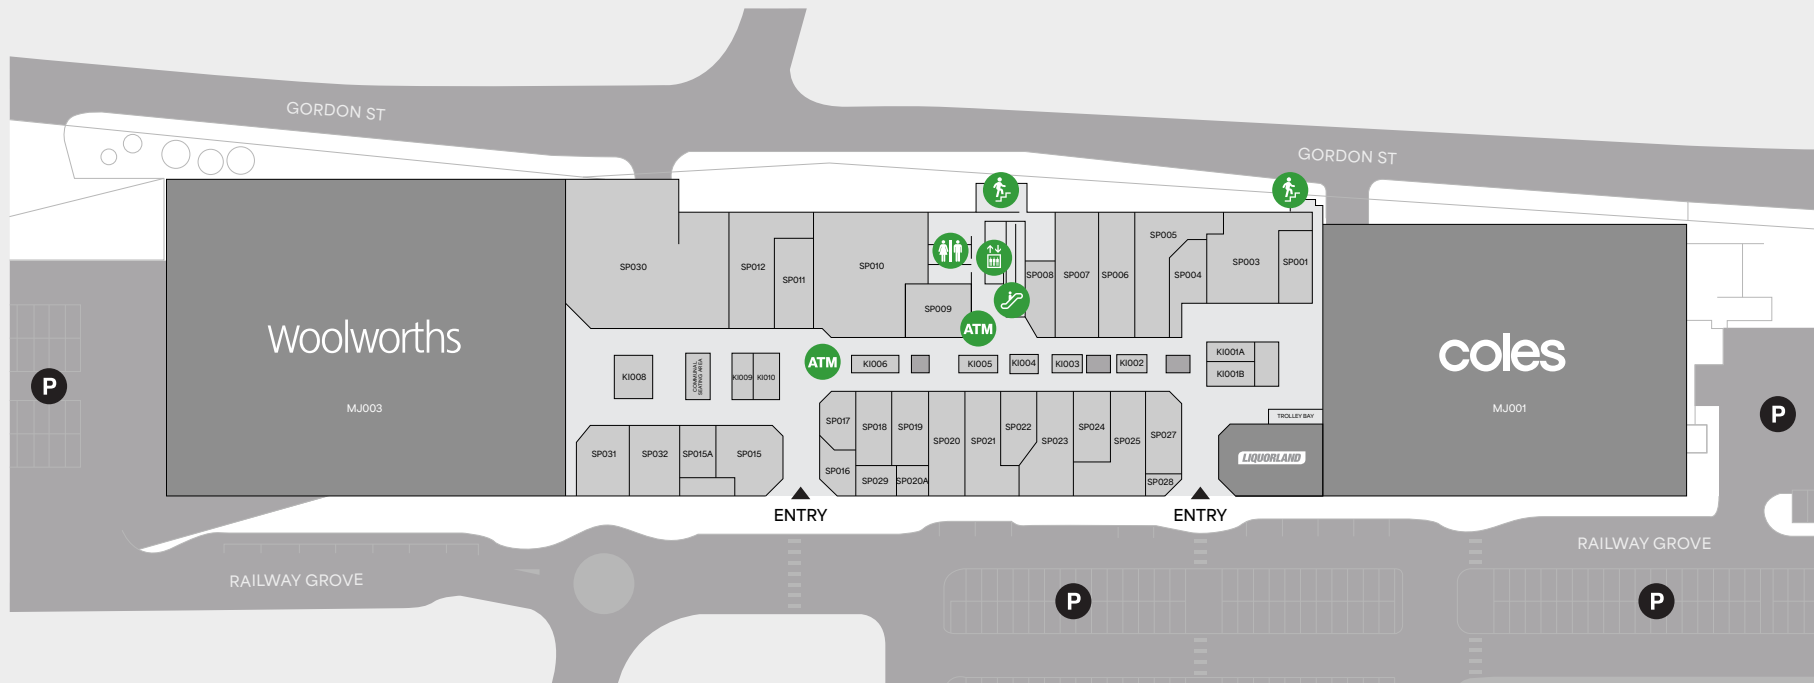 GORDON ST
GORDON ST
SP030
SP012
SP011
SP010
SP009
SP008
SP007
SP006
SP005
SP004
SP003
SP001
Woolworths
MJ003
ATM
ATM
KI008
COMMUNAL
SEATING AREA
KI009
KI010
KI006
KI005
KI004
KI003
KI002
KI001A
KI001B
coles
MJ001
TROLLEY BAY
LIQUORLAND
SP031
SP032
SP015A
SP015
SP017
SP016
SP018
SP019
SP029
SP020A
SP020
SP021
SP022
SP023
SP024
SP025
SP027
SP028
P
P
ENTRY
ENTRY
RAILWAY GROVE
RAILWAY GROVE
P
P